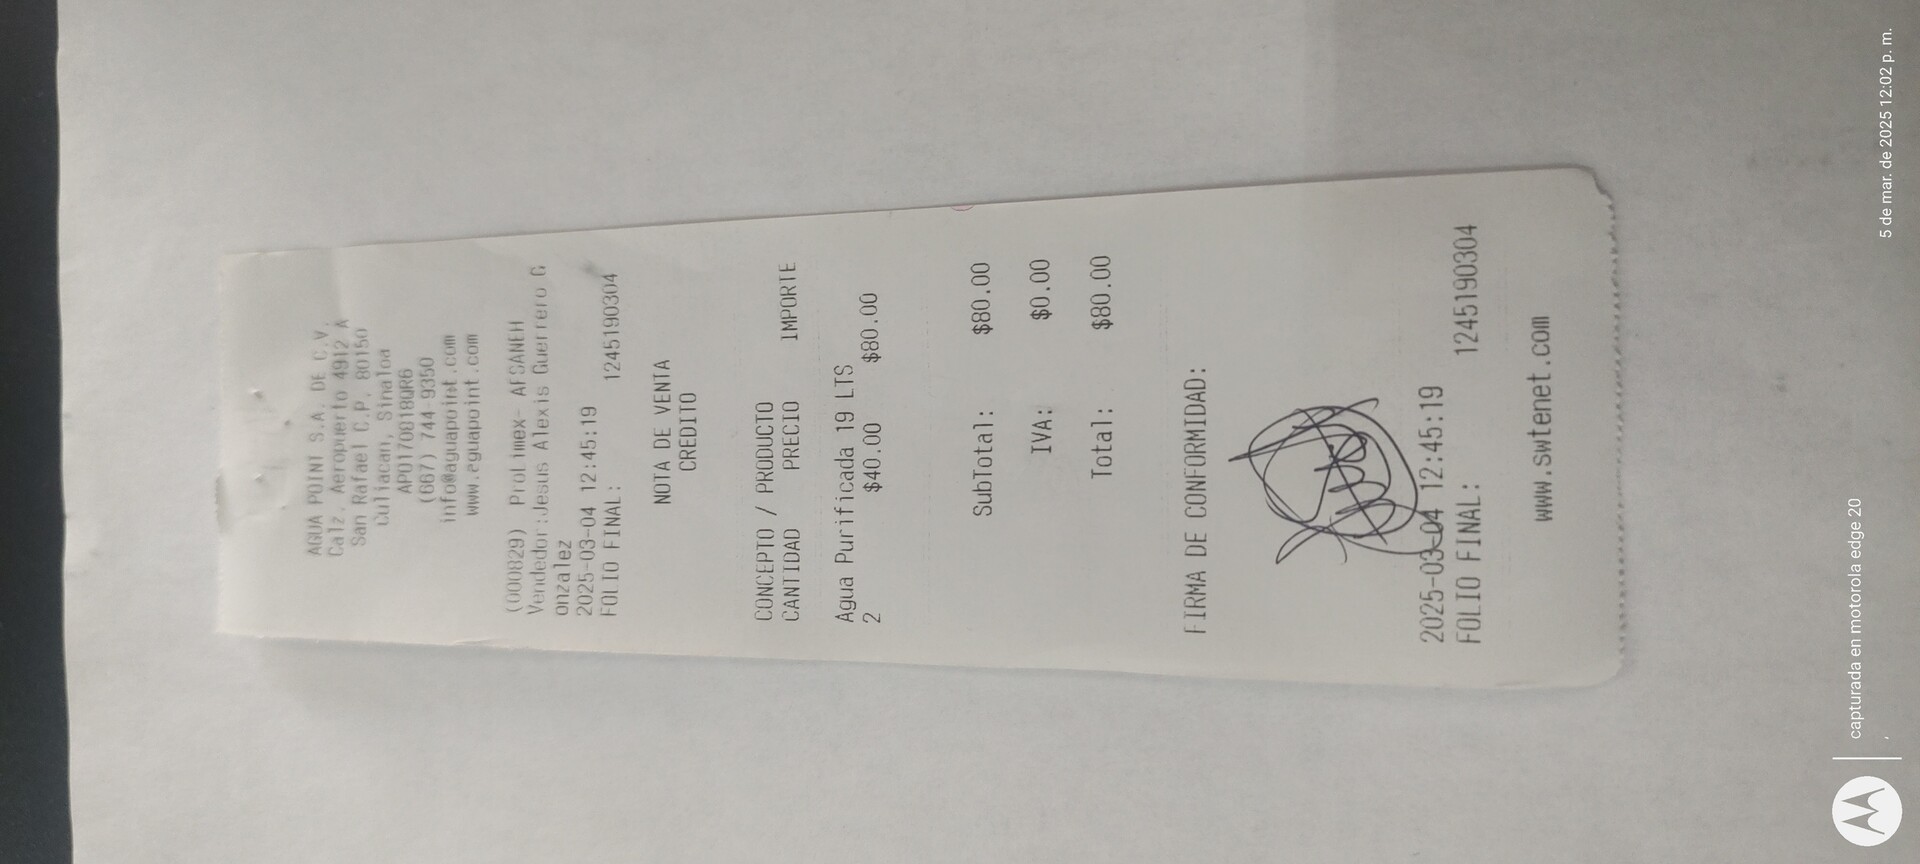 AGUA POINT S.A. DE C.V.
Calz. Aeropuerto 4912 A
San Rafael C.P. 80150
Culiacan, Sinaloa
APO170018QR6
(667) 744-9350
info@aguapoint.com
www.aguapoint.com
(000829) Prolimex- AFSANEH
Vendedor:Jesus Alexis Guerrero G
onzalez
2025-03-04 12:45:19
FOLIO FINAL: 1245190304
NOTA DE VENTA
CREDITO
CONCEPTO / PRODUCTO
CANTIDAD PRECIO IMPORTE
Agua Purificada 19 LTS
2 $40.00 $80.00
SubTotal: $80.00
IVA: $0.00
Total: $80.00
FIRMA DE CONFORMIDAD:
2025-03-04 12:45:19
FOLIO FINAL: 1245190304
www.swtenet.com
capturada en motorola edge 20
5 de mar. de 2025 12:02 p. m.